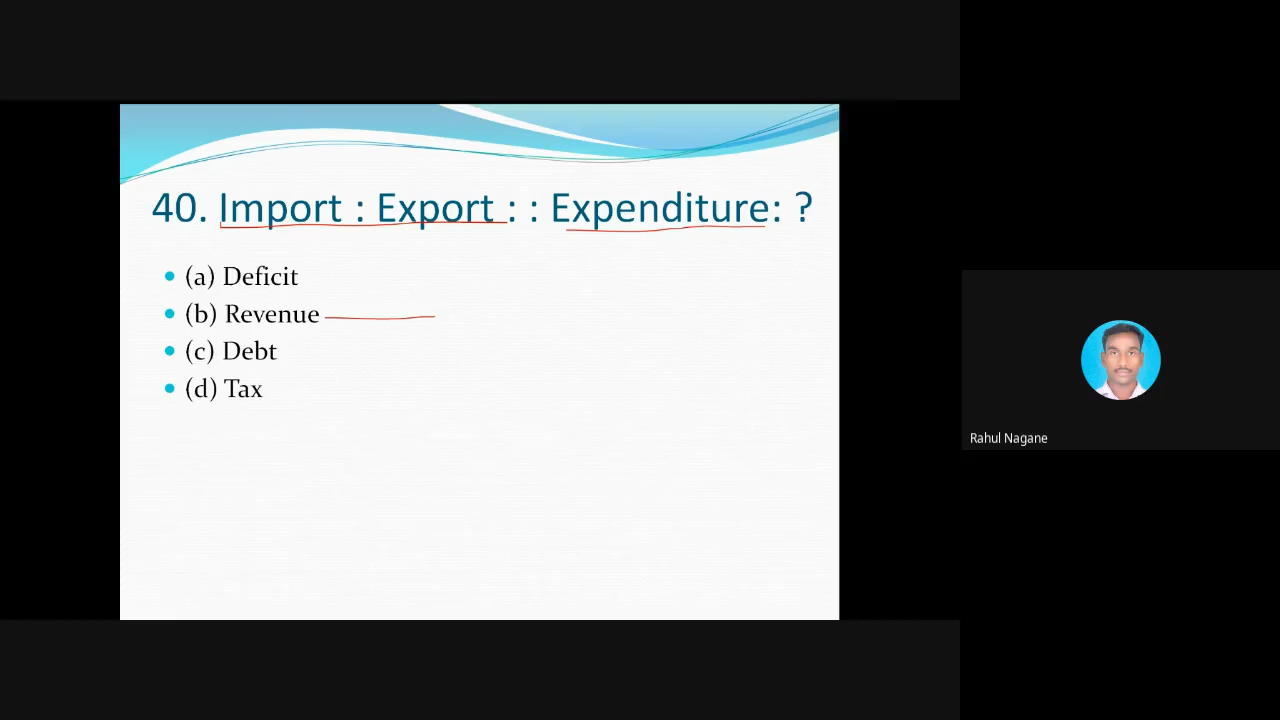 40. Import : Export : : Expenditure: ?
(a) Deficit
(b) Revenue
(c) Debt
(d) Tax
Rahul Nagane